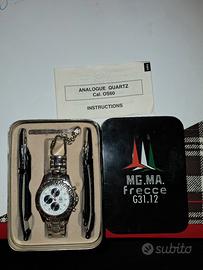 ANALOGUE QUARTZ
Cal. OS60
INSTRUCTIONS
MG.MA.
Frecce
G31.12
subito